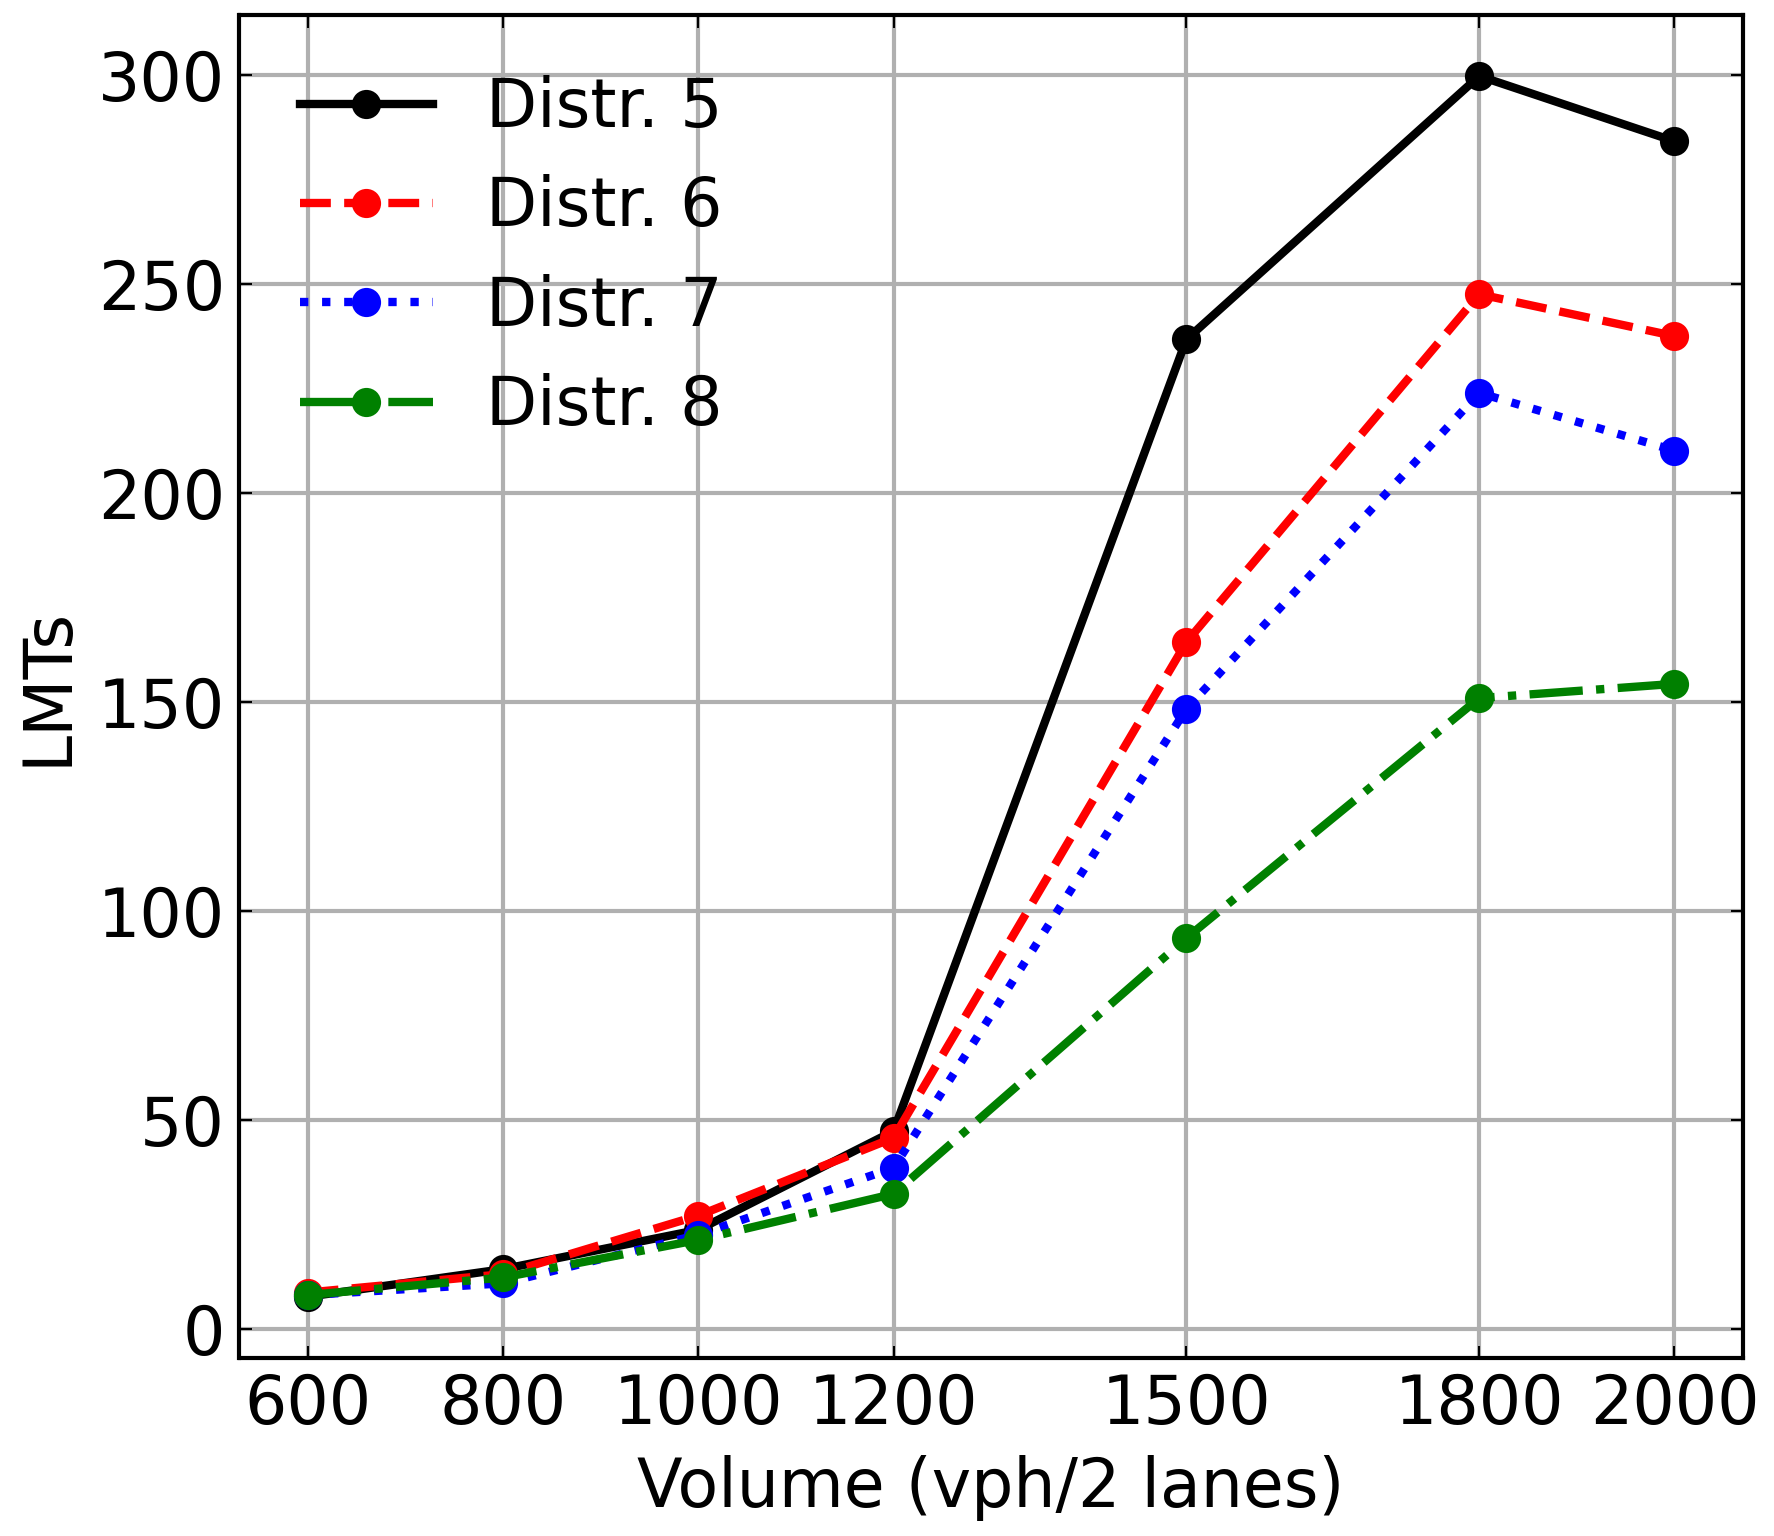 300
250
200
150
100
50
0
LMTs
Distr. 5
Distr. 6
Distr. 7
Distr. 8
600 800 1000 1200 1500 1800 2000
Volume (vph/2 lanes)